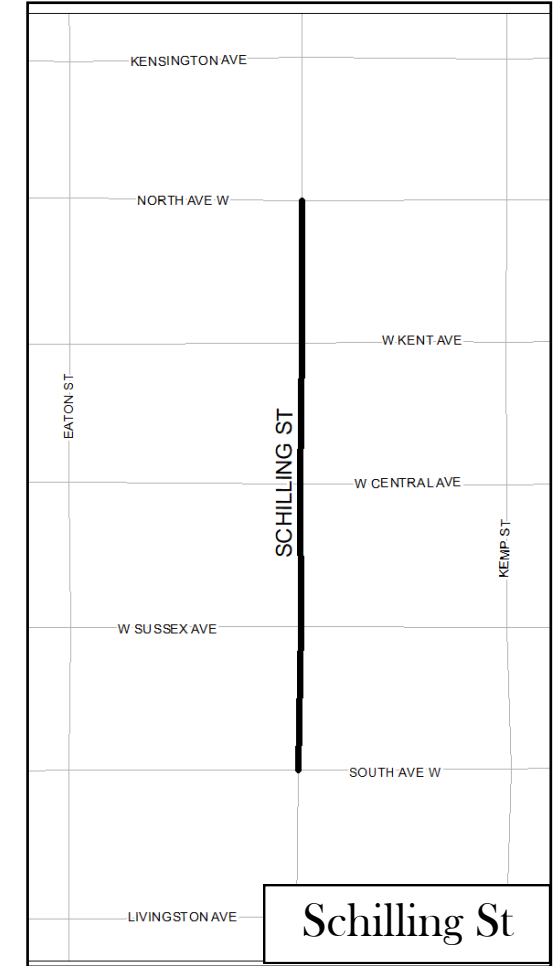 KENSINGTON AVE
NORTH AVE W
W KENT AVE
EATON ST
SCHILLING ST
W CENTRAL AVE
KEMP ST
W SUSSEX AVE
SOUTH AVE W
LIVINGSTON AVE
Schilling St